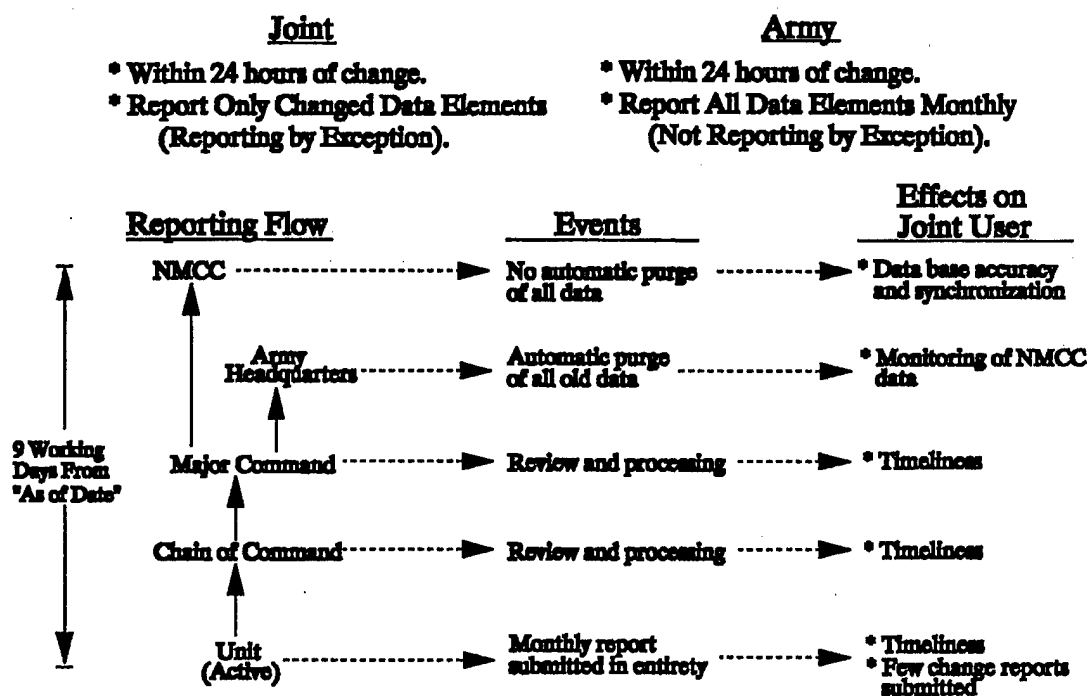 Joint
* Within 24 hours of change.
* Report Only Changed Data Elements
(Reporting by Exception).
Army
* Within 24 hours of change.
* Report All Data Elements Monthly
(Not Reporting by Exception).
Reporting Flow
Events
Effects on
Joint User
NMCC
No automatic purge
of all data
* Data base accuracy
and synchronization
Army
Headquarters
Automatic purge
of all old data
* Monitoring of NMCC
data
9 Working
Days From
"As of Date"
Major Command
Review and processing
* Timeliness
Chain of Command
Review and processing
* Timeliness
Unit
(Active)
Monthly report
submitted in entirety
* Timeliness
* Few change reports
submitted